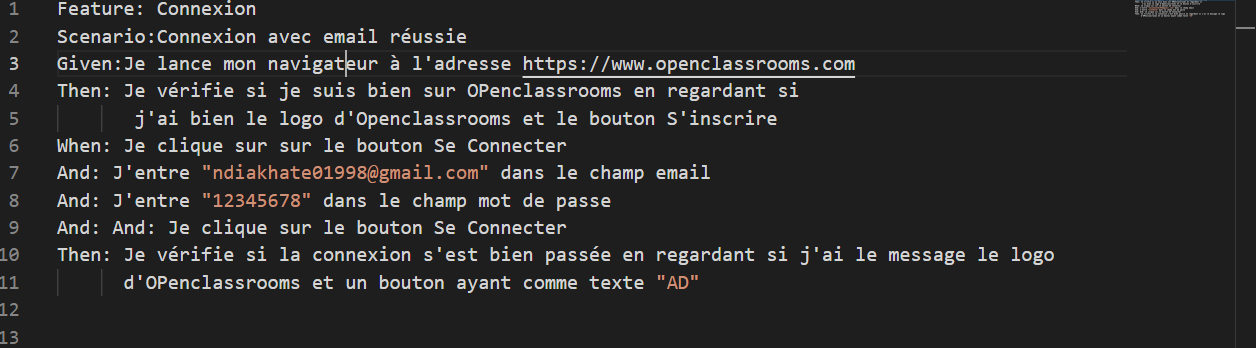 1 Feature: Connexion
2 Scenario:Connexion avec email réussie
3 Given:Je lance mon navigateur à l'adresse https://www.openclassrooms.com
4 Then: Je vérifie si je suis bien sur OPenclassrooms en regardant si
5 j'ai bien le logo d'Openclassrooms et le bouton S'inscrire
6 When: Je clique sur sur le bouton Se Connecter
7 And: J'entre "ndiakhate01998@gmail.com" dans le champ email
8 And: J'entre "12345678" dans le champ mot de passe
9 And: And: Je clique sur le bouton Se Connecter
10 Then: Je vérifie si la connexion s'est bien passée en regardant si j'ai le message le logo
11 d'OPenclassrooms et un bouton ayant comme texte "AD"
12
13